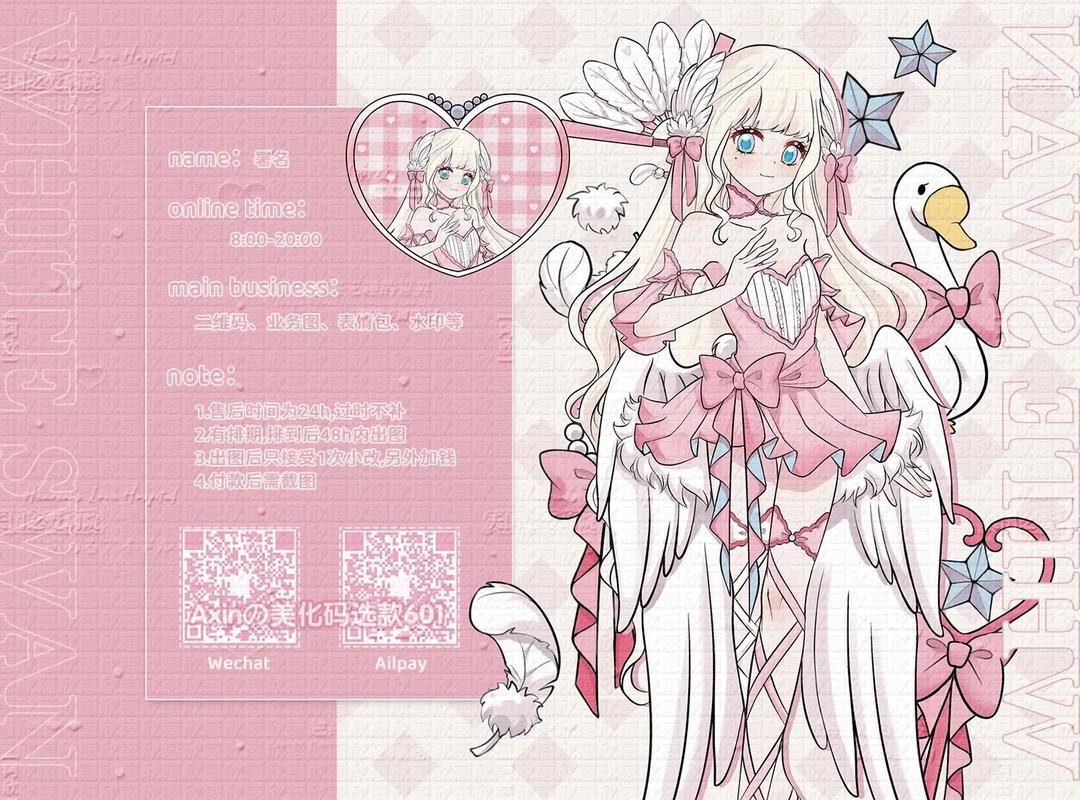 WHITE SWAN
name：署名
online time：
8:00-20:00
main business：
二维码、业务图、表情包、水印等
note：
1.售后时间为24h,过时不补
2.有排期,排到后48h内出图
3.出图后只接受1次小改,另外加钱
4.付款后需截图
Axinの美化码选款601
Wechat
Ailpay
WHITE SWAN